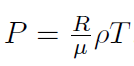 P = \frac{R}{\mu} \rho T